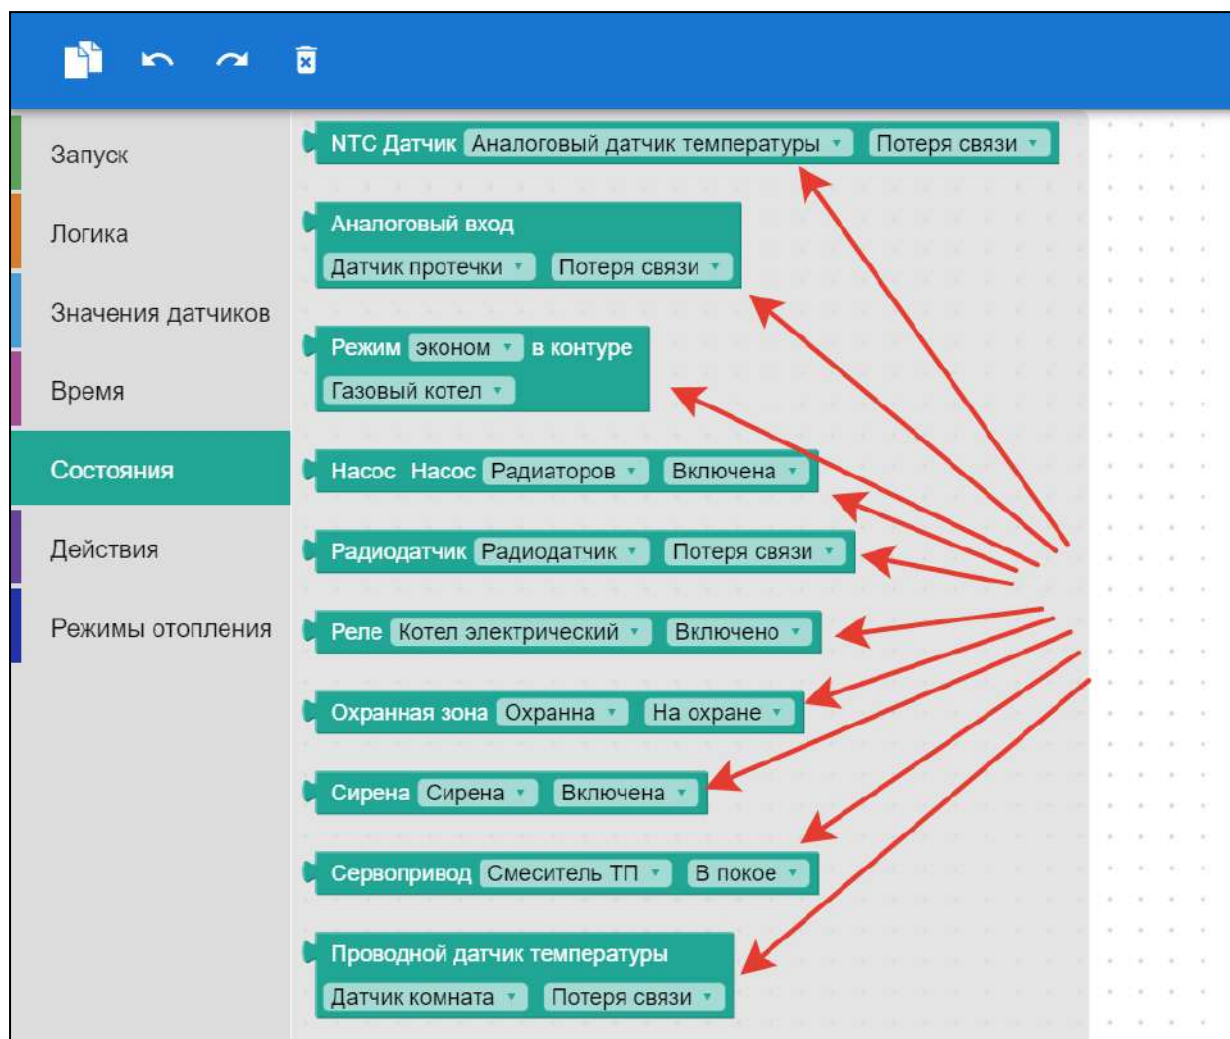 Запуск
Логика
Значения датчиков
Время
Состояния
Действия
Режимы отопления
NTC Датчик Аналоговый датчик температуры Потеря связи
Аналоговый вход
Датчик протечки Потеря связи
Режим эконом в контуре
Газовый котел
Насос Насос Радиаторов Включена
Радиодатчик Радиодатчик Потеря связи
Реле Котел электрический Включено
Охранная зона Охранна На охране
Сирена Сирена Включена
Сервопривод Смеситель ТП В покое
Проводной датчик температуры
Датчик комната Потеря связи